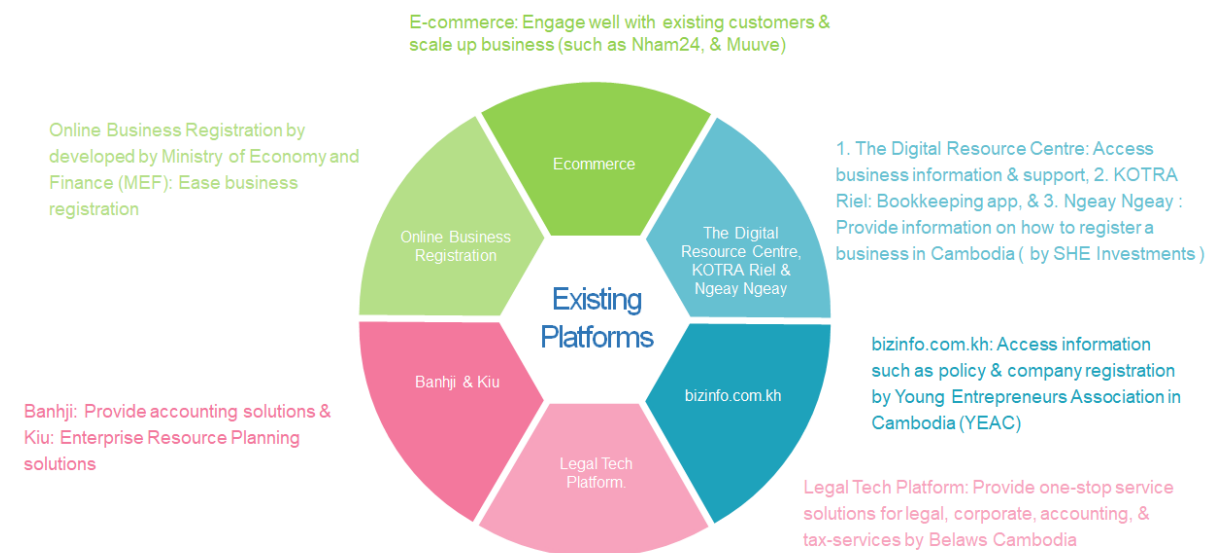 E-commerce: Engage well with existing customers &
scale up business (such as Nham24, & Muuve)
Online Business Registration by
developed by Ministry of Economy and
Finance (MEF): Ease business
registration
Ecommerce
1. The Digital Resource Centre: Access
business information & support, 2. KOTRA
Riel: Bookkeeping app, & 3. Ngeay Ngeay :
Provide information on how to register a
business in Cambodia ( by SHE Investments )
Online Business
Registration
The Digital
Resource Centre,
KOTRA Riel &
Ngeay Ngeay
Existing
Platforms
Banhji & Kiu
bizinfo.com.kh
bizinfo.com.kh: Access information
such as policy & company registration
by Young Entrepreneurs Association in
Cambodia (YEAC)
Banhji: Provide accounting solutions &
Kiu: Enterprise Resource Planning
solutions
Legal Tech
Platform.
Legal Tech Platform: Provide one-stop service
solutions for legal, corporate, accounting, &
tax-services by Belaws Cambodia